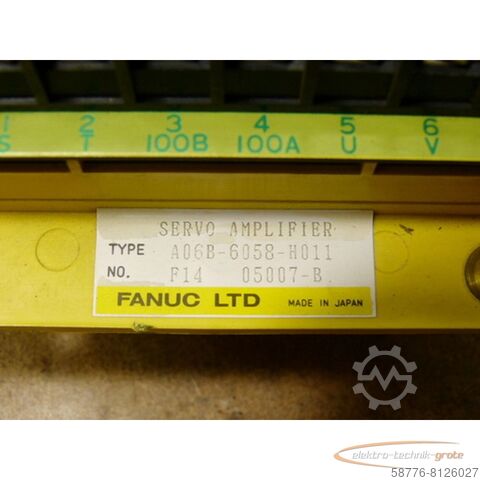 1 2 3 4 5 6
S T 100B 100A U V
SERVO AMPLIFIER
TYPE A06B-6058-H011
NO. F14 05007-B
FANUC LTD MADE IN JAPAN
elektro-technik-grote
58776-8126027